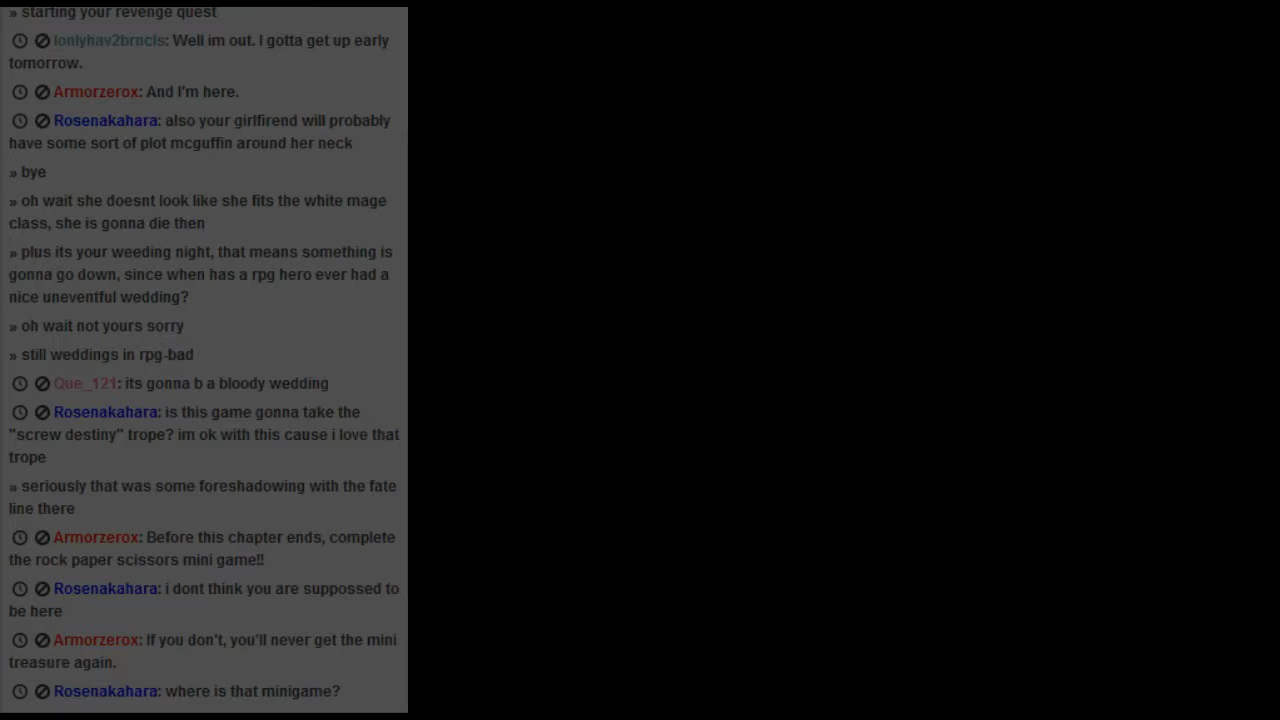 » starting your revenge quest
Ionlyhav2brncls: Well im out. I gotta get up early
tomorrow.
Armorzerox: And I'm here.
Rosenakahara: also your girlfirend will probably
have some sort of plot mcguffin around her neck
» bye
» oh wait she doesnt look like she fits the white mage
class, she is gonna die then
» plus its your weeding night, that means something is
gonna go down, since when has a rpg hero ever had a
nice uneventful wedding?
» oh wait not yours sorry
» still weddings in rpg-bad
Que_121: its gonna b a bloody wedding
Rosenakahara: is this game gonna take the
"screw destiny" trope? im ok with this cause i love that
trope
» seriously that was some foreshadowing with the fate
line there
Armorzerox: Before this chapter ends, complete
the rock paper scissors mini game!!
Rosenakahara: i dont think you are suppossed to
be here
Armorzerox: If you don't, you'll never get the mini
treasure again.
Rosenakahara: where is that minigame?